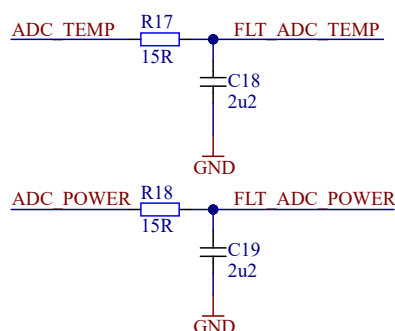 R17
ADC_TEMP
FLT_ADC_TEMP
15R
C18
2u2
GND
R18
ADC_POWER
FLT_ADC_POWER
15R
C19
2u2
GND